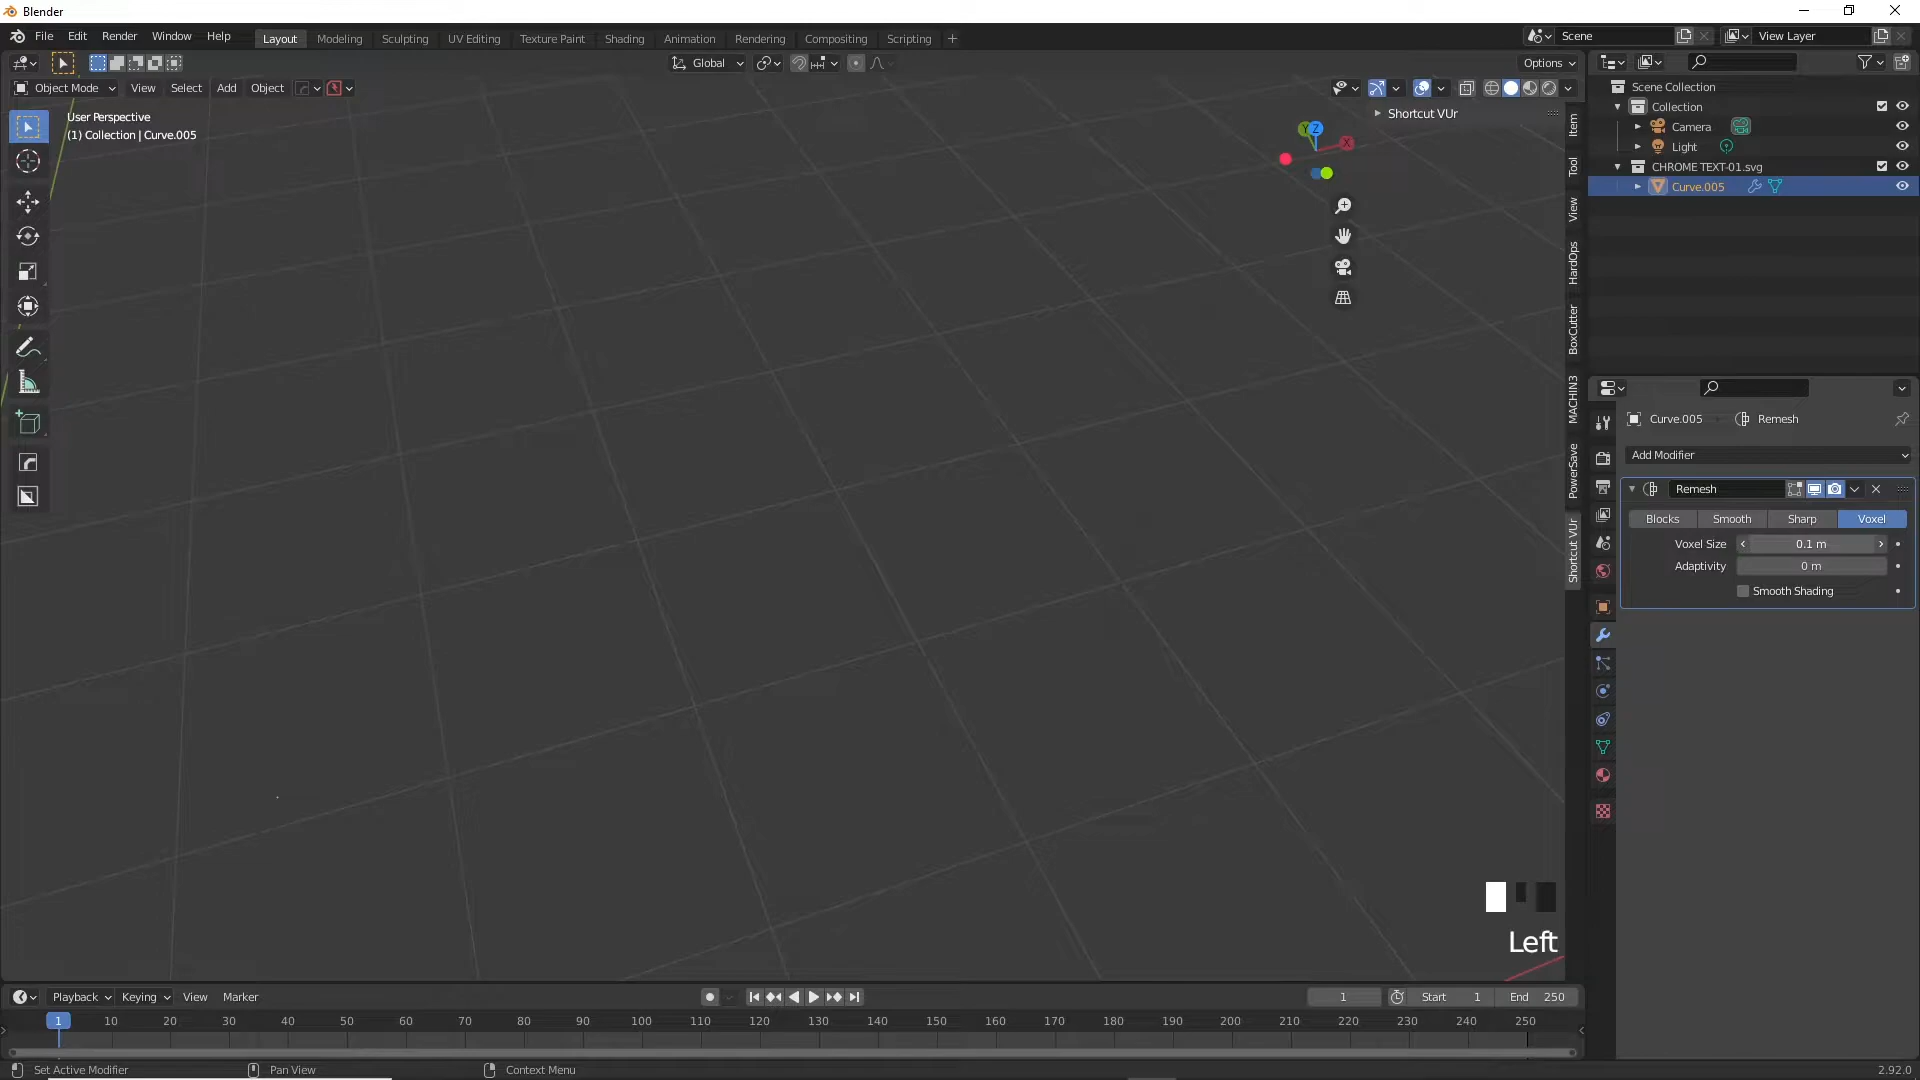 Blender
File Edit Render Window Help Layout Modeling Sculpting UV Editing Texture Paint Shading Animation Rendering Compositing Scripting + Scene View Layer
Global Options
Object Mode View Select Add Object
User Perspective
(1) Collection | Curve.005
Shortcut VUr
Y Z X
Item
Tool
View
HardOps
BoxCutter
MACHIN3
PowerSave
Shortcut VUr
Scene Collection
Collection
Camera
Light
CHROME TEXT-01.svg
Curve.005
Curve.005 Remesh
Add Modifier
Remesh
Blocks Smooth Sharp Voxel
Voxel Size 0.1 m
Adaptivity 0 m
Smooth Shading
Left
Playback Keying View Marker 1 Start 1 End 250
1 10 20 30 40 50 60 70 80 90 100 110 120 130 140 150 160 170 180 190 200 210 220 230 240 250
Set Active Modifier Pan View Context Menu 2.92.0